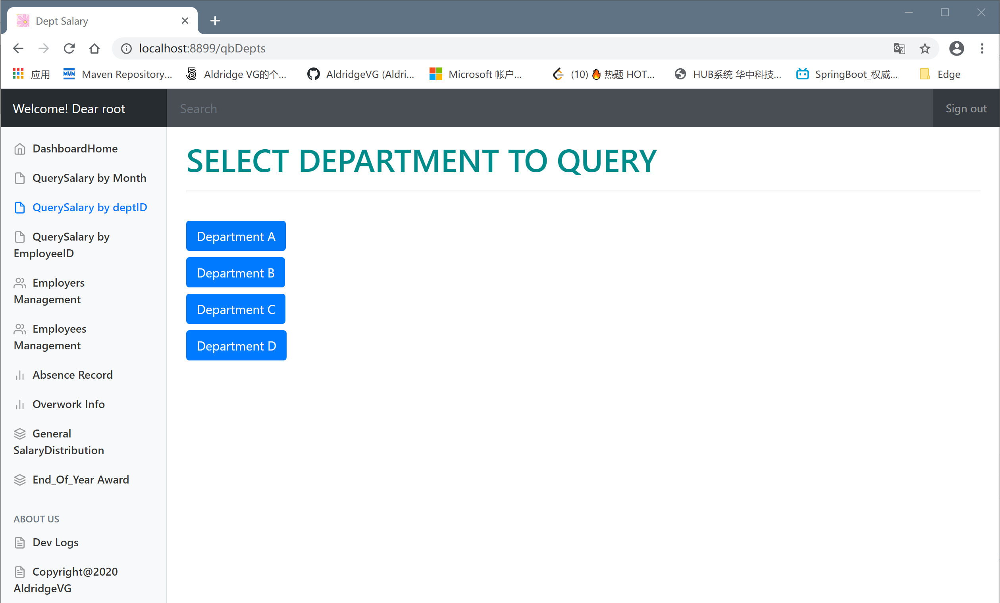 Dept Salary
localhost:8899/qbDepts
应用 Maven Repository... Aldridge VG的个... AldridgeVG (Aldri... Microsoft 帐户... (10) 热题 HOT... HUB系统 华中科技... SpringBoot_权威... Edge
Welcome! Dear root Search Sign out
DashboardHome
QuerySalary by Month
QuerySalary by deptID
QuerySalary by
EmployeeID
Employers
Management
Employees
Management
Absence Record
Overwork Info
General
SalaryDistribution
End_Of_Year Award
ABOUT US
Dev Logs
Copyright@2020
AldridgeVG
SELECT DEPARTMENT TO QUERY
Department A
Department B
Department C
Department D